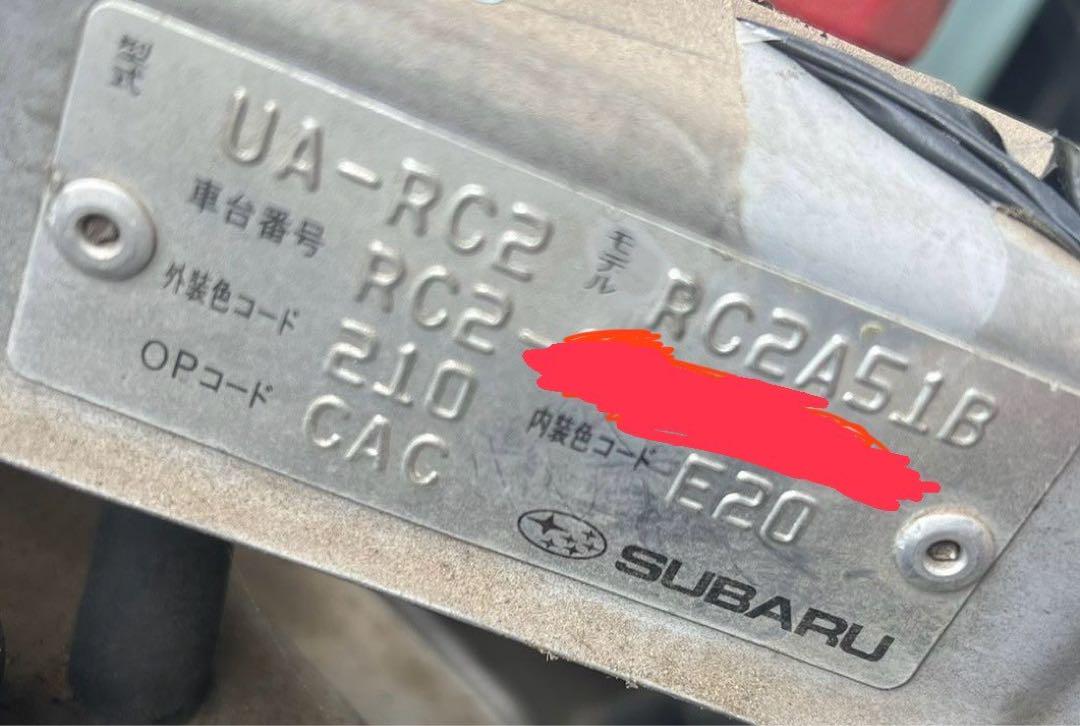 型式 UA-RC2 モデル RC2A51B
車台番号 RC2-
外装色コード 210 内装色コード E20
OPコード CAC
SUBARU